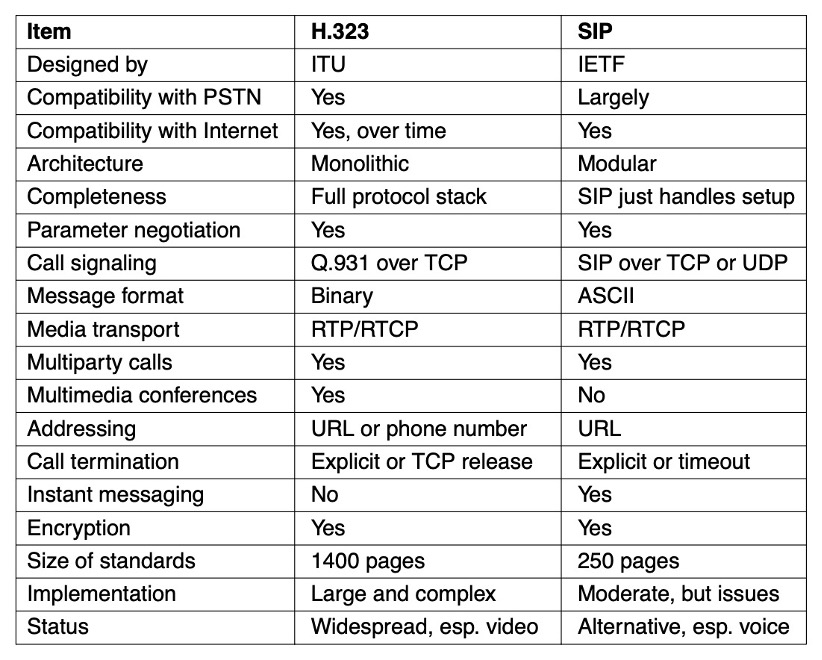 Item H.323 SIP
Designed by ITU IETF
Compatibility with PSTN Yes Largely
Compatibility with Internet Yes, over time Yes
Architecture Monolithic Modular
Completeness Full protocol stack SIP just handles setup
Parameter negotiation Yes Yes
Call signaling Q.931 over TCP SIP over TCP or UDP
Message format Binary ASCII
Media transport RTP/RTCP RTP/RTCP
Multiparty calls Yes Yes
Multimedia conferences Yes No
Addressing URL or phone number URL
Call termination Explicit or TCP release Explicit or timeout
Instant messaging No Yes
Encryption Yes Yes
Size of standards 1400 pages 250 pages
Implementation Large and complex Moderate, but issues
Status Widespread, esp. video Alternative, esp. voice